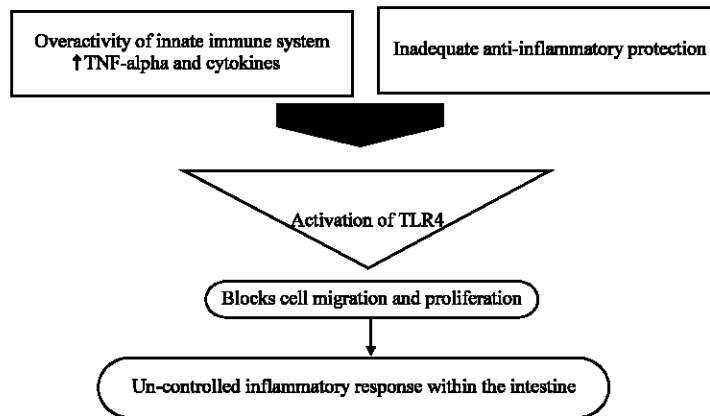 Overactivity of innate immune system
↑TNF-alpha and cytokines
Inadequate anti-inflammatory protection
Activation of TLR4
Blocks cell migration and proliferation
Un-controlled inflammatory response within the intestine